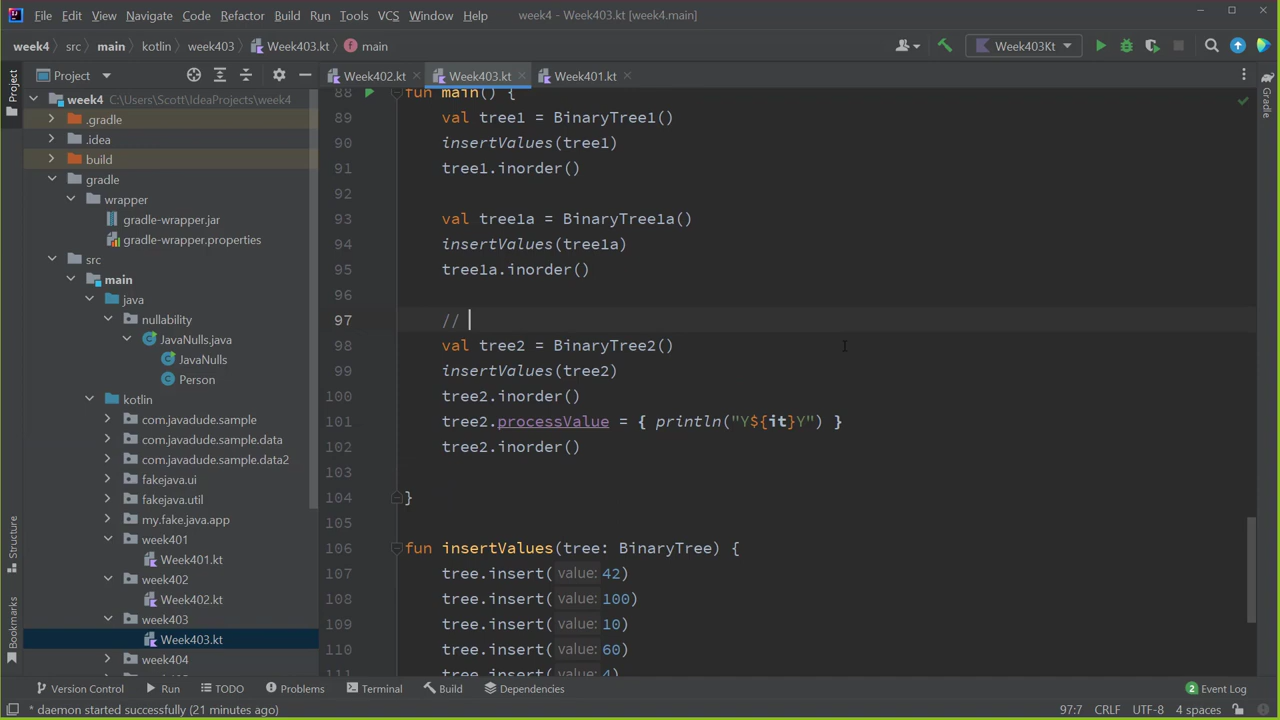 File Edit View Navigate Code Refactor Build Run Tools VCS Window Help week4 - Week403.kt [week4.main]
week4 src main kotlin week403 Week403.kt main Week403Kt
Project Week402.kt Week403.kt Week401.kt
Project
Gradle
Structure
Bookmarks
week4 C:\Users\Scott\IdeaProjects\week4
.gradle
.idea
build
gradle
wrapper
gradle-wrapper.jar
gradle-wrapper.properties
src
main
java
nullability
JavaNulls.java
JavaNulls
Person
kotlin
com.javadude.sample
com.javadude.sample.data
com.javadude.sample.data2
fakejava.ui
fakejava.util
my.fake.java.app
week401
Week401.kt
week402
Week402.kt
week403
Week403.kt
week404
88 fun main() {
89 val tree1 = BinaryTree1()
90 insertValues(tree1)
91 tree1.inorder()
92
93 val tree1a = BinaryTree1a()
94 insertValues(tree1a)
95 tree1a.inorder()
96
97 //
98 val tree2 = BinaryTree2()
99 insertValues(tree2)
100 tree2.inorder()
101 tree2.processValue = { println("Y${it}Y") }
102 tree2.inorder()
103
104 }
105
106 fun insertValues(tree: BinaryTree) {
107 tree.insert( value: 42)
108 tree.insert( value: 100)
109 tree.insert( value: 10)
110 tree.insert( value: 60)
111 tree.insert( value: 4)
Version Control Run TODO Problems Terminal Build Dependencies 2 Event Log
* daemon started successfully (21 minutes ago) 97:7 CRLF UTF-8 4 spaces